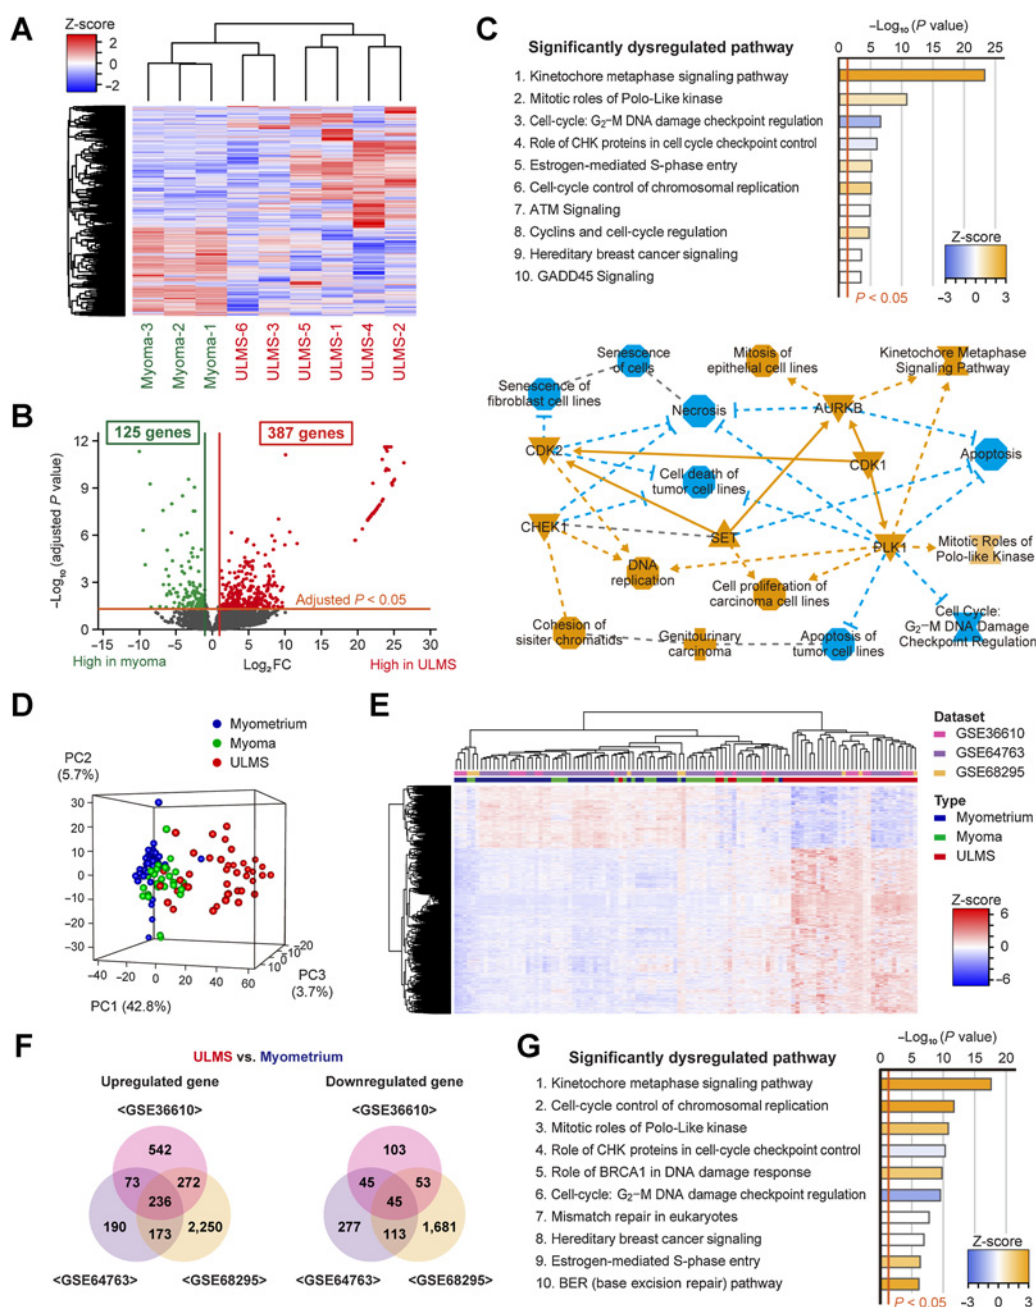 A
Z-score
2
0
−2
Myoma-3
Myoma-2
Myoma-1
ULMS-6
ULMS-3
ULMS-5
ULMS-1
ULMS-4
ULMS-2
B
125 genes
387 genes
12
9
6
3
0
−Log₁₀ (adjusted P value)
Adjusted P < 0.05
−15 −10 −5 0 5 10 15 20 25 30
High in myoma
Log₂FC
High in ULMS
C
−Log₁₀ (P value)
Significantly dysregulated pathway
0 5 10 15 20 25
1. Kinetochore metaphase signaling pathway
2. Mitotic roles of Polo-Like kinase
3. Cell-cycle: G₂–M DNA damage checkpoint regulation
4. Role of CHK proteins in cell cycle checkpoint control
5. Estrogen-mediated S-phase entry
6. Cell-cycle control of chromosomal replication
7. ATM Signaling
8. Cyclins and cell-cycle regulation
9. Hereditary breast cancer signaling
10. GADD45 Signaling
Z-score
−3 0 3
P < 0.05
Senescence
of cells
Mitosis of
epithelial cell lines
Kinetochore Metaphase
Signaling Pathway
Senescence of
fibroblast cell lines
Necrosis
AURKB
CDK2
CDK1
Apoptosis
Cell death of
tumor cell lines
CHEK1
SET
PLK1
Mitotic Roles of
Polo-like Kinase
DNA
replication
Cell proliferation of
carcinoma cell lines
Cohesion of
sisiter chromatids
Genitourinary
carcinoma
Apoptosis of
tumor cell lines
Cell Cycle:
G₂–M DNA Damage
Checkpoint Regulation
D
Myometrium
Myoma
ULMS
PC2
(5.7%)
30
20
10
0
−10
−20
−30
−40 −20 0 20 40 60
−20
−10
0
10
PC3
(3.7%)
PC1 (42.8%)
E
Dataset
GSE36610
GSE64763
GSE68295
Type
Myometrium
Myoma
ULMS
Z-score
6
3
0
−3
−6
F
ULMS vs. Myometrium
Upregulated gene
Downregulated gene
<GSE36610>
<GSE36610>
542
73
272
236
190
2,250
173
103
45
53
45
277
1,681
113
<GSE64763>
<GSE68295>
<GSE64763>
<GSE68295>
G
−Log₁₀ (P value)
Significantly dysregulated pathway
0 5 10 15 20
1. Kinetochore metaphase signaling pathway
2. Cell-cycle control of chromosomal replication
3. Mitotic roles of Polo-Like kinase
4. Role of CHK proteins in cell-cycle checkpoint control
5. Role of BRCA1 in DNA damage response
6. Cell-cycle: G₂–M DNA damage checkpoint regulation
7. Mismatch repair in eukaryotes
8. Hereditary breast cancer signaling
9. Estrogen-mediated S-phase entry
10. BER (base excision repair) pathway
Z-score
−3 0 3
P < 0.05